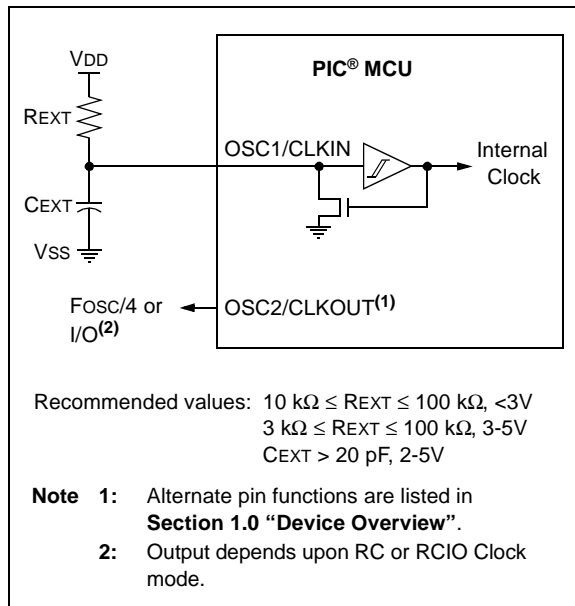 VDD
PIC® MCU
REXT
OSC1/CLKIN
Internal
Clock
CEXT
VSS
FOSC/4 or
I/O(2)
OSC2/CLKOUT(1)
Recommended values: 10 kΩ ≤ REXT ≤ 100 kΩ, <3V
3 kΩ ≤ REXT ≤ 100 kΩ, 3-5V
CEXT > 20 pF, 2-5V
Note 1: Alternate pin functions are listed in
Section 1.0 “Device Overview”.
2: Output depends upon RC or RCIO Clock
mode.